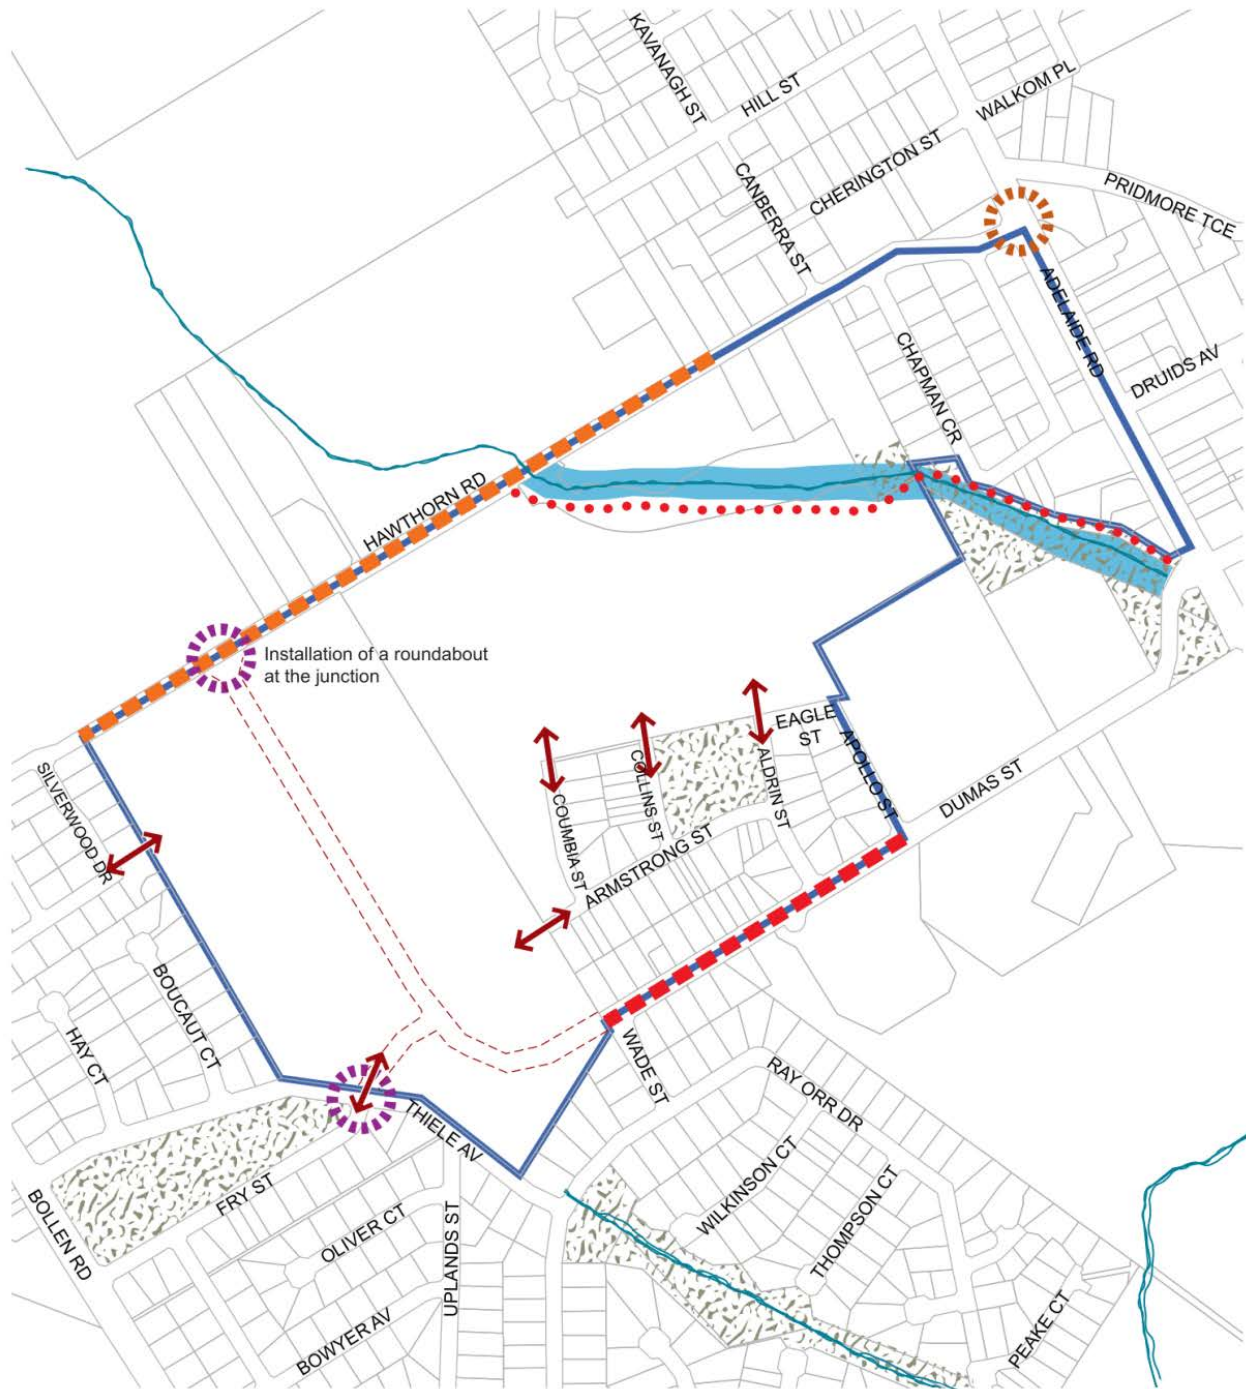 KAVANAGH ST
HILL ST
WALKOM PL
CANBERRA ST
CHERINGTON ST
PRIDMORE TCE
ADELAIDE RD
CHAPMAN CR
DRUIDS AV
HAWTHORN RD
Installation of a roundabout
at the junction
EAGLE
ST
SILVERWOOD DR
COLLINS ST
ALDRIN ST
APOLLO ST
DUMAS ST
COUMBIA ST
ARMSTRONG ST
BOUCAUT CT
HAY CT
WADE ST
RAY ORR DR
THIELE AV
WILKINSON CT
FRY ST
BOLLEN RD
OLIVER CT
UPLANDS ST
THOMPSON CT
BOWYER AV
PEAKE CT